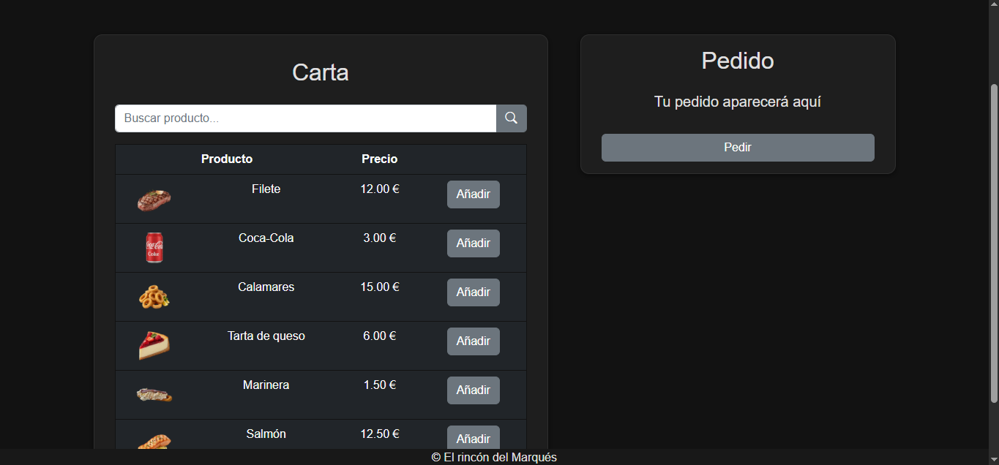 Carta
Buscar producto...
Producto Precio
Filete 12.00 € Añadir
Coca-Cola 3.00 € Añadir
Calamares 15.00 € Añadir
Tarta de queso 6.00 € Añadir
Marinera 1.50 € Añadir
Salmón 12.50 € Añadir
Pedido
Tu pedido aparecerá aquí
Pedir
© El rincón del Marqués